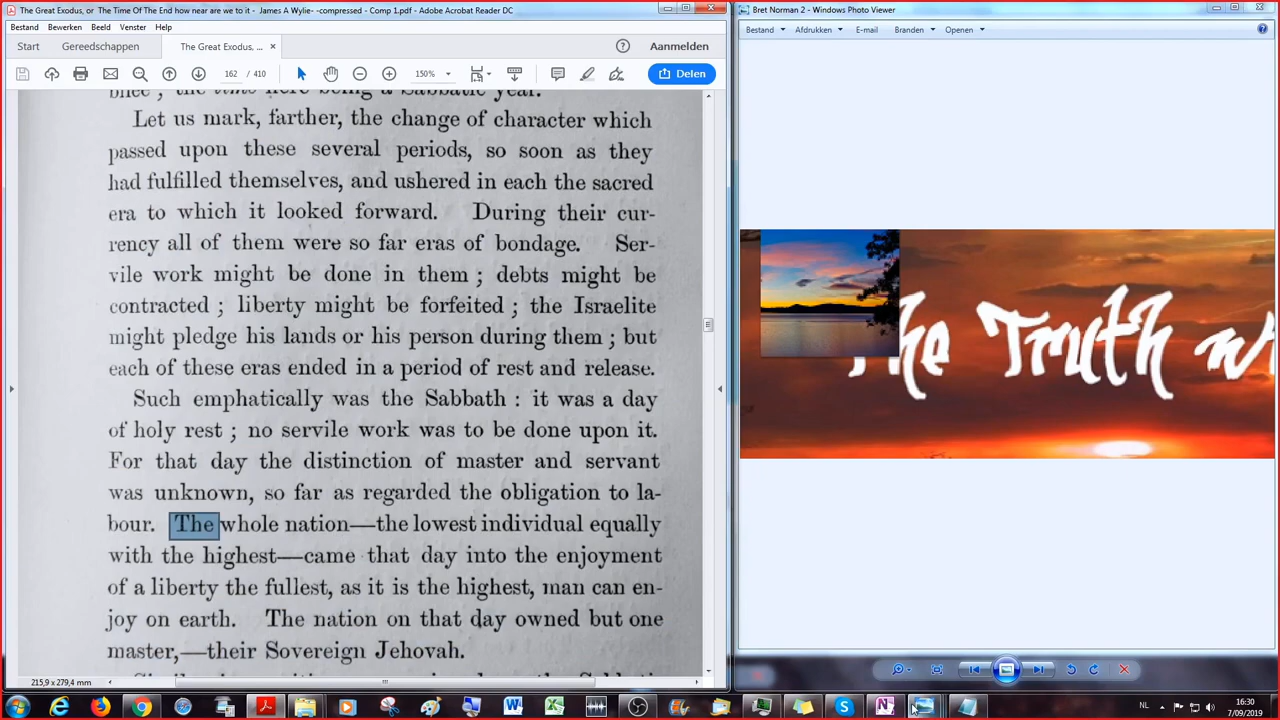 The Great Exodus, or The Time Of The End how near are we to it - James A Wylie- -compressed - Comp 1.pdf - Adobe Acrobat Reader DC
Bestand Bewerken Beeld Venster Help
Start Gereedschappen The Great Exodus, ... Aanmelden
162 / 410 150% Delen
blice ; the time here being a Sabbatic year.
Let us mark, farther, the change of character which
passed upon these several periods, so soon as they
had fulfilled themselves, and ushered in each the sacred
era to which it looked forward. During their cur-
rency all of them were so far eras of bondage. Ser-
vile work might be done in them ; debts might be
contracted ; liberty might be forfeited ; the Israelite
might pledge his lands or his person during them ; but
each of these eras ended in a period of rest and release.
Such emphatically was the Sabbath : it was a day
of holy rest ; no servile work was to be done upon it.
For that day the distinction of master and servant
was unknown, so far as regarded the obligation to la-
bour. The whole nation—the lowest individual equally
with the highest—came that day into the enjoyment
of a liberty the fullest, as it is the highest, man can en-
joy on earth. The nation on that day owned but one
master,—their Sovereign Jehovah.
215,9 x 279,4 mm
Bret Norman 2 - Windows Photo Viewer
Bestand Afdrukken E-mail Branden Openen
The Truth wi
NL 16:30
7/09/2019